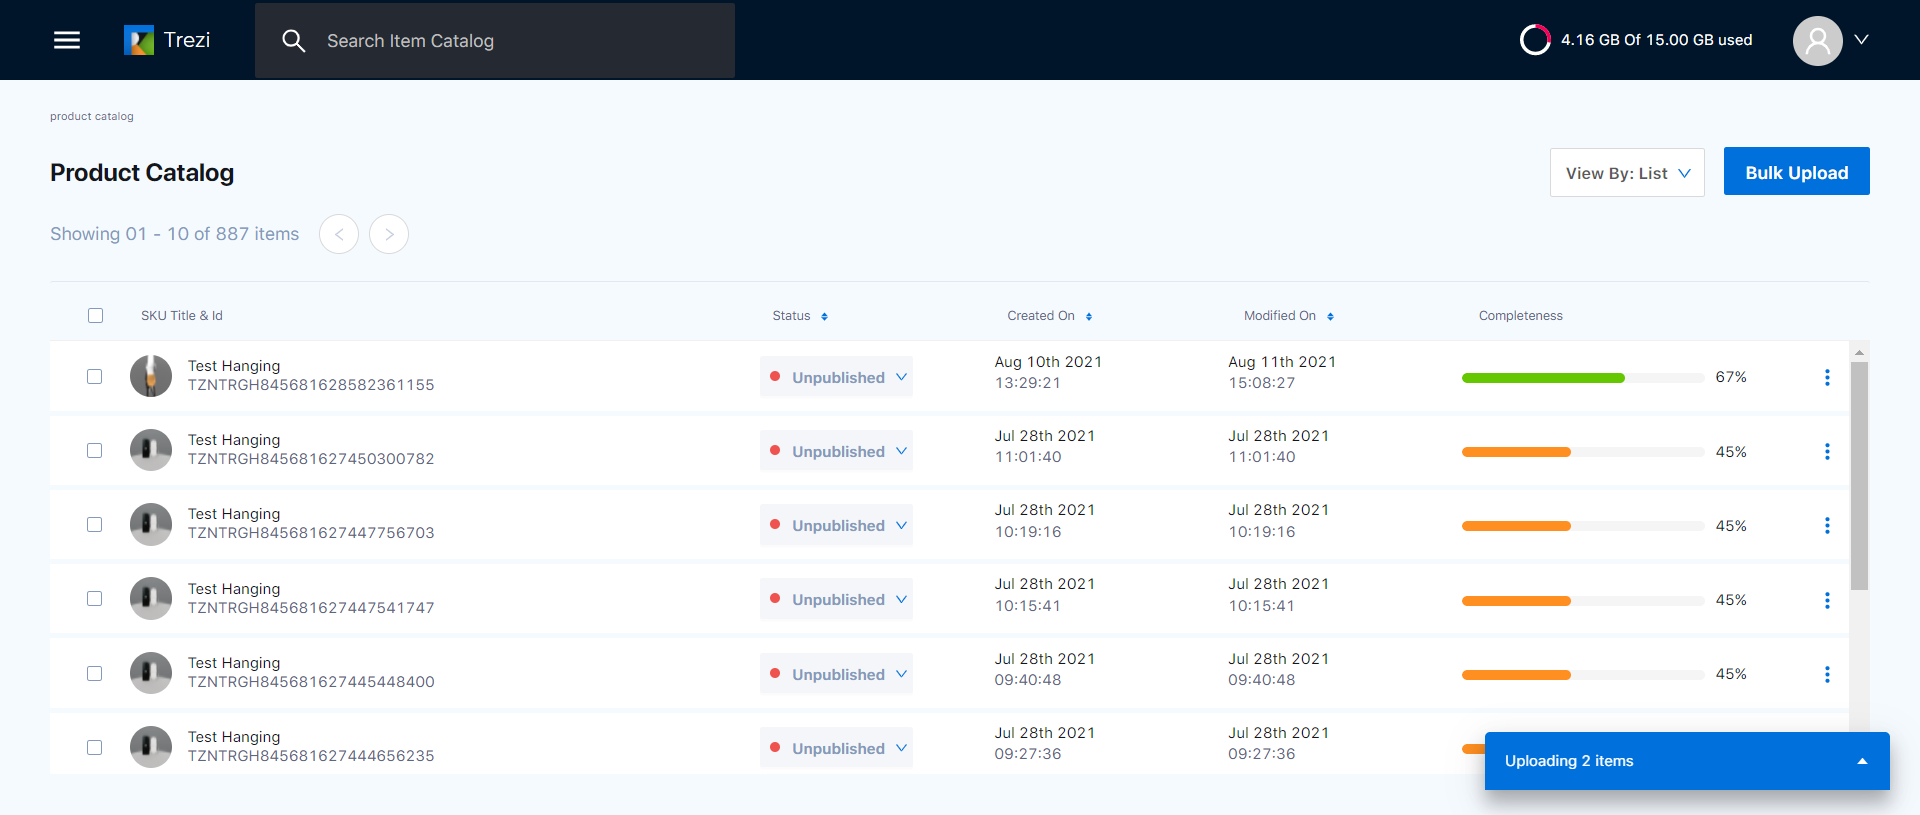 Trezi
Search Item Catalog
4.16 GB Of 15.00 GB used
product catalog
Product Catalog
View By: List
Bulk Upload
Showing 01 - 10 of 887 items
SKU Title & Id
Status
Created On
Modified On
Completeness
Test Hanging
TZNTRGH845681628582361155
Unpublished
Aug 10th 2021
13:29:21
Aug 11th 2021
15:08:27
67%
Test Hanging
TZNTRGH845681627450300782
Unpublished
Jul 28th 2021
11:01:40
Jul 28th 2021
11:01:40
45%
Test Hanging
TZNTRGH845681627447756703
Unpublished
Jul 28th 2021
10:19:16
Jul 28th 2021
10:19:16
45%
Test Hanging
TZNTRGH845681627447541747
Unpublished
Jul 28th 2021
10:15:41
Jul 28th 2021
10:15:41
45%
Test Hanging
TZNTRGH845681627445448400
Unpublished
Jul 28th 2021
09:40:48
Jul 28th 2021
09:40:48
45%
Test Hanging
TZNTRGH845681627444656235
Unpublished
Jul 28th 2021
09:27:36
Jul 28th 2021
09:27:36
Uploading 2 items